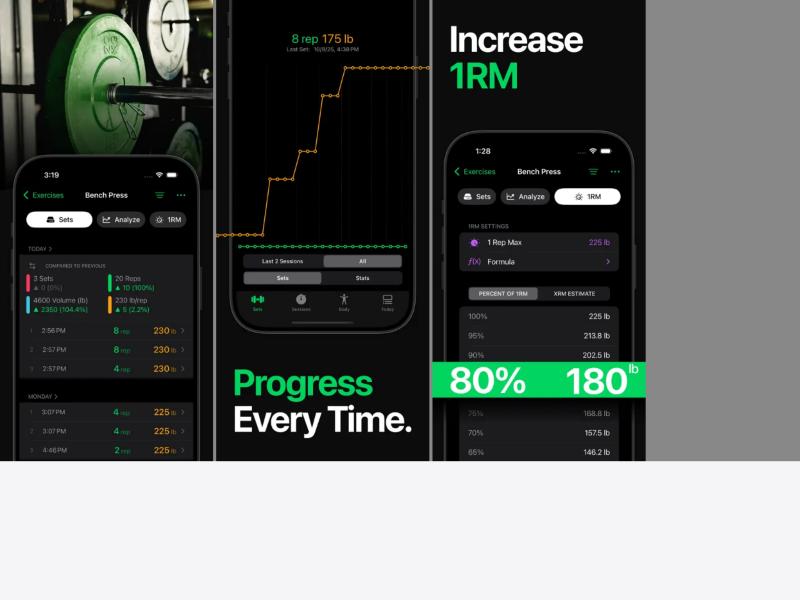 3:19
Exercises
Bench Press
Sets
Analyze
1RM
TODAY >
COMPARED TO PREVIOUS
3 Sets
▲ 0 (0%)
20 Reps
▲ 10 (100%)
4600 Volume (lb)
▲ 2350 (104.4%)
230 lb/rep
▲ 5 (2.2%)
1 2:56 PM 8 rep 230 lb >
2 2:57 PM 8 rep 230 lb >
3 2:57 PM 4 rep 230 lb >
MONDAY >
1 3:07 PM 4 rep 225 lb >
2 3:07 PM 4 rep 225 lb >
3 4:46 PM 2 rep 225 lb >
8 rep 175 lb
Last Set: 10/8/25, 4:38 PM
Last 2 Sessions
All
Sets
Stats
Sets
Sessions
Body
Today
Progress
Every Time.
Increase
1RM
1:28
Exercises
Bench Press
Sets
Analyze
1RM
1RM SETTINGS
1 Rep Max 225 lb
f(x) Formula >
PERCENT OF 1RM
XRM ESTIMATE
100% 225 lb
95% 213.8 lb
90% 202.5 lb
80% 180 lb
75% 168.8 lb
70% 157.5 lb
65% 146.2 lb